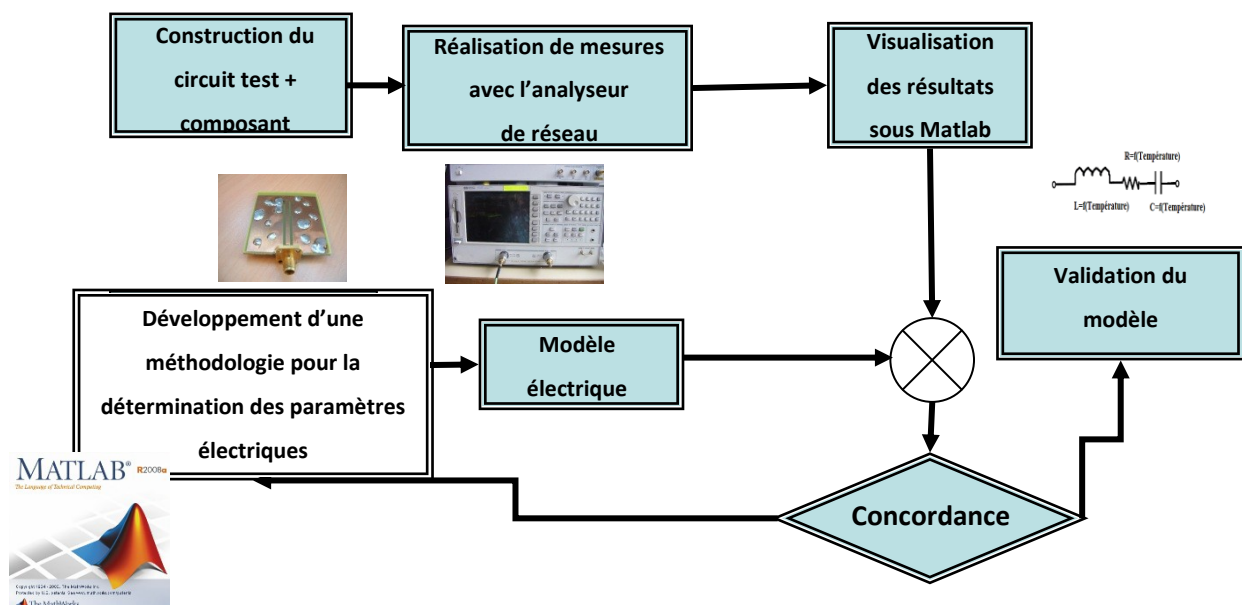 Construction du
circuit test +
composant
Réalisation de mesures
avec l’analyseur
de réseau
Visualisation
des résultats
sous Matlab
R=f(Température)
L=f(Température)
C=f(Température)
Validation du
modèle
Développement d’une
méthodologie pour la
détermination des paramètres
électriques
Modèle
électrique
Concordance
MATLAB® R2008a
The Language of Technical Computing
The MathWorks